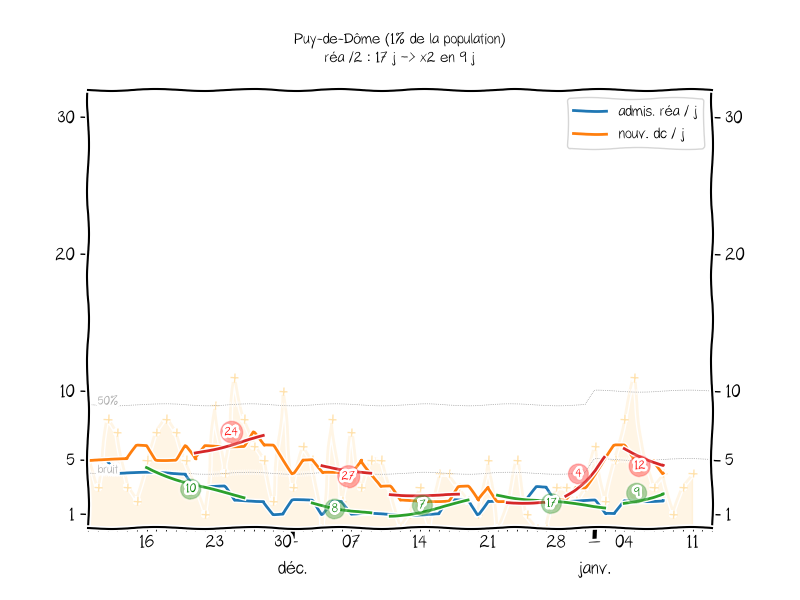 Puy-de-Dôme (1% de la population)
réa /2 : 17 j -> x2 en 9 j
admis. réa / j
nouv. dc / j
30 30
20 20
10 10
50%
24
5 5
4
12
27
bruit
10
9
17
7
8
1 1
16 23 30 07 14 21 28 04 11
déc. janv.